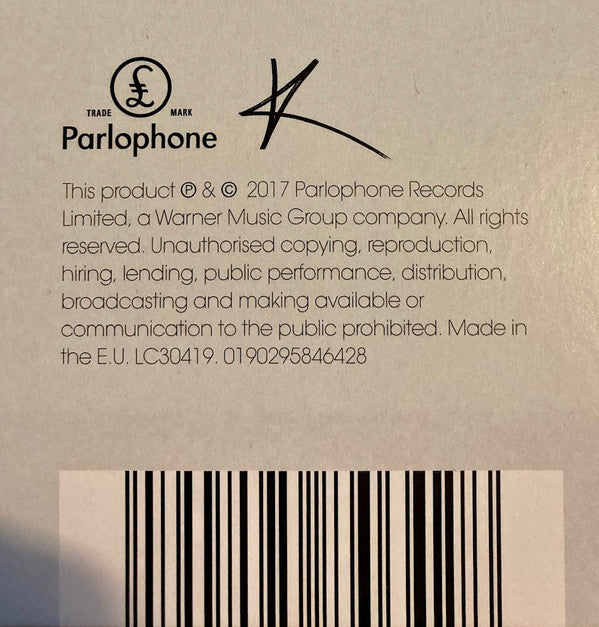 £
TRADE MARK
Parlophone
K
This product ℗ & © 2017 Parlophone Records
Limited, a Warner Music Group company. All rights
reserved. Unauthorised copying, reproduction,
hiring, lending, public performance, distribution,
broadcasting and making available or
communication to the public prohibited. Made in
the E.U. LC30419. 0190295846428